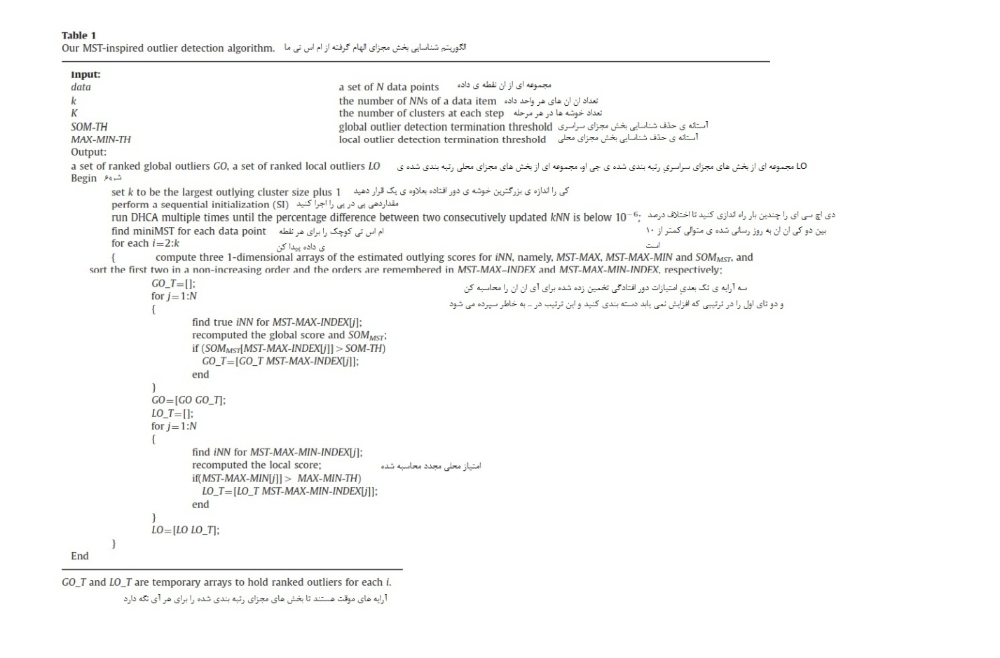 Table 1
Our MST-inspired outlier detection algorithm. الگوریتم شناسایی بخش مجزای الهام گرفته از ام اس تی ما
Input:
data a set of N data points مجموعه ای از ان نقطه ی داده
k the number of NNs of a data item تعداد ان ان های هر واحد داده
K the number of clusters at each step تعداد خوشه ها در هر مرحله
SOM-TH global outlier detection termination threshold آستانه ی حذف شناسایی بخش مجزای سراسری
MAX-MIN-TH local outlier detection termination threshold آستانه ی حذف شناسایی بخش مجزای محلی
Output:
a set of ranked global outliers GO, a set of ranked local outliers LO مجموعه ای از بخش های مجزای سراسری رتبه بندی شده ی جی او، مجموعه ای از بخش های مجزای محلی رتبه بندی شده ی LO
Begin شروع
set k to be the largest outlying cluster size plus 1 کی را اندازه ی بزرگترین خوشه ی دور افتاده بعلاوه ی یک قرار دهید
perform a sequential initialization (SI) مقداردهی پی در پی را اجرا کنید
run DHCA multiple times until the percentage difference between two consecutively updated kNN is below 10⁻⁶; دی اچ سی ای را چندین بار راه اندازی کنید تا اختلاف درصد
find miniMST for each data point ام اس تی کوچک را برای هر نقطه بین دو کی ان ان به روز رسانی شده ی متوالی کمتر از ۱۰
for each i=2:k ی داده پیدا کن است
{ compute three 1-dimensional arrays of the estimated outlying scores for iNN, namely, MST-MAX, MST-MAX-MIN and SOM_MST, and
sort the first two in a non-increasing order and the orders are remembered in MST-MAX-INDEX and MST-MAX-MIN-INDEX, respectively;
GO_T=[]; سه آرایه ی تک بعدی امتیازات دور افتادگی تخمین زده شده برای آی ان ان را محاسبه کن
for j=1:N
{ و دو تای اول را در ترتیبی که افزایش نمی یابد دسته بندی کنید و این ترتیب در _ به خاطر سپرده می شود
find true iNN for MST-MAX-INDEX[j];
recomputed the global score and SOM_MST;
if (SOM_MST[MST-MAX-INDEX[j]] > SOM-TH)
GO_T=[GO_T MST-MAX-INDEX[j]];
end
}
GO=[GO GO_T];
LO_T=[];
for j=1:N
{
find iNN for MST-MAX-MIN-INDEX[j];
recomputed the local score; امتیاز محلی مجدد محاسبه شده
if(MST-MAX-MIN[j]] > MAX-MIN-TH)
LO_T=[LO_T MST-MAX-MIN-INDEX[j]];
end
}
LO=[LO LO_T];
}
End
GO_T and LO_T are temporary arrays to hold ranked outliers for each i.
آرایه های موقت هستند تا بخش های مجزای رتبه بندی شده را برای هر آی نگه دارد